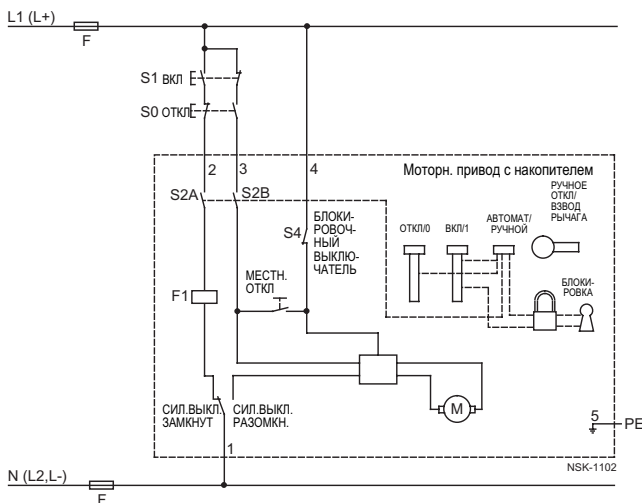 L1 (L+)
F
S1 ВКЛ
S0 ОТКЛ
2
3
4
Моторн. привод с накопителем
РУЧНОЕ
ОТКЛ/
ВЗВОД
РЫЧАГА
S2A
S2B
S4
БЛОКИ-
РОВОЧ-
НЫЙ
ВЫКЛЮ-
ЧАТЕЛЬ
ОТКЛ/0
ВКЛ/1
АВТОМАТ/
РУЧНОЙ
МЕСТН.
ОТКЛ
БЛОКИ-
РОВКА
F1
M
СИЛ.ВЫКЛ.
ЗАМКНУТ
СИЛ.ВЫКЛ.
РАЗОМКН.
1
5
PE
NSK-1102
N (L2,L-)
F